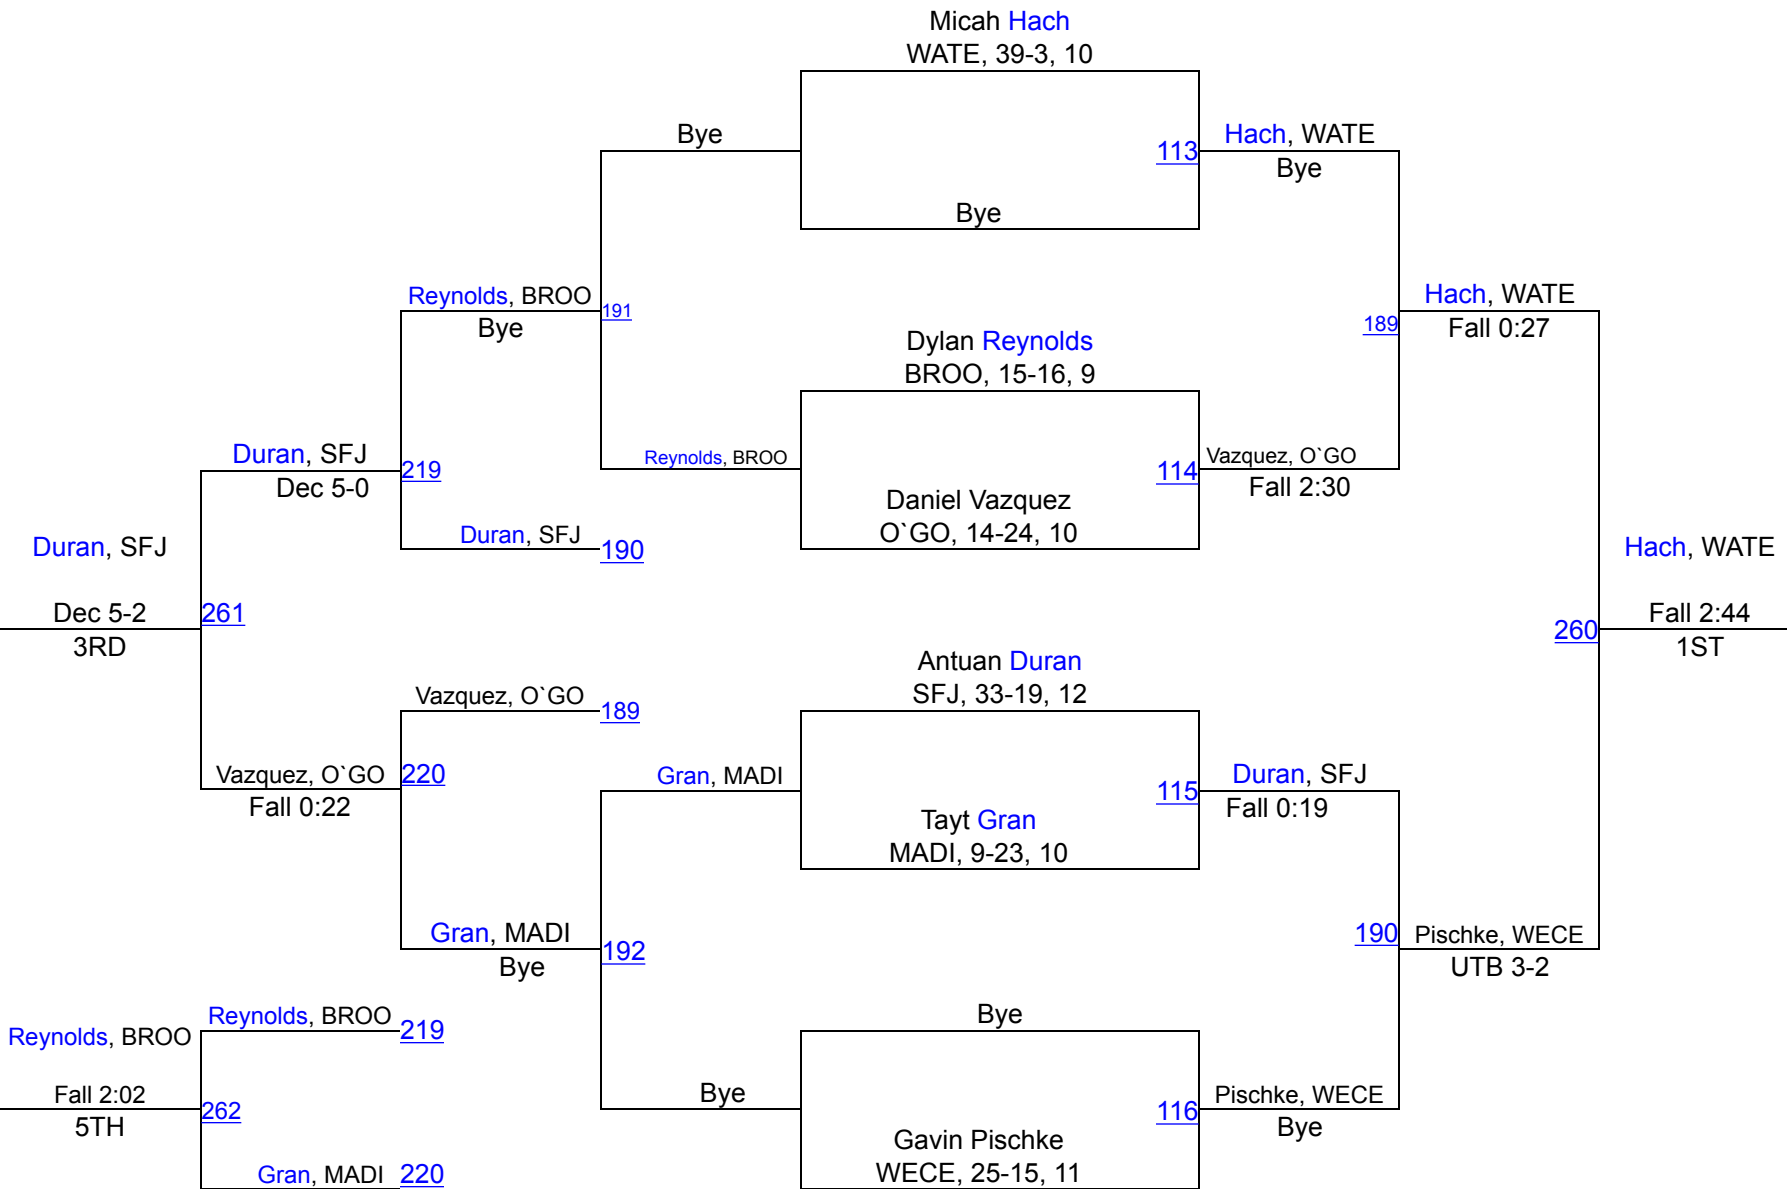 Micah Hach
WATE, 39-3, 10
Bye
113
Hach, WATE
Bye
Bye
Reynolds, BROO
Bye
191
Hach, WATE
Fall 0:27
189
Dylan Reynolds
BROO, 15-16, 9
Duran, SFJ
Dec 5-0
219
Reynolds, BROO
114
Vazquez, O`GO
Fall 2:30
Daniel Vazquez
O`GO, 14-24, 10
Duran, SFJ
190
Duran, SFJ
Dec 5-2
3RD
261
Hach, WATE
Fall 2:44
1ST
260
Antuan Duran
SFJ, 33-19, 12
Vazquez, O`GO
189
Vazquez, O`GO
Fall 0:22
220
Gran, MADI
115
Duran, SFJ
Fall 0:19
Tayt Gran
MADI, 9-23, 10
Gran, MADI
Bye
192
190
Pischke, WECE
UTB 3-2
Reynolds, BROO
Reynolds, BROO
219
Bye
Fall 2:02
5TH
262
Bye
116
Pischke, WECE
Bye
Gavin Pischke
WECE, 25-15, 11
Gran, MADI
220